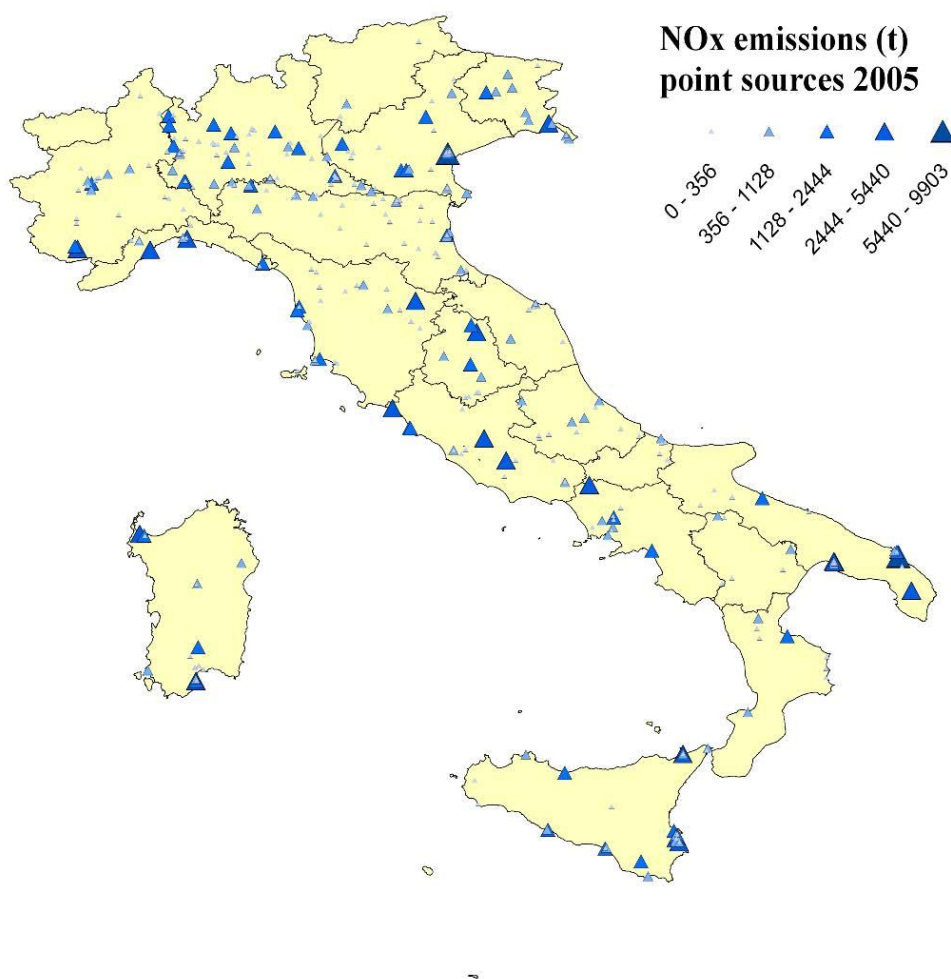 NOx emissions (t)
point sources 2005
0 - 356
356 - 1128
1128 - 2444
2444 - 5440
5440 - 9903